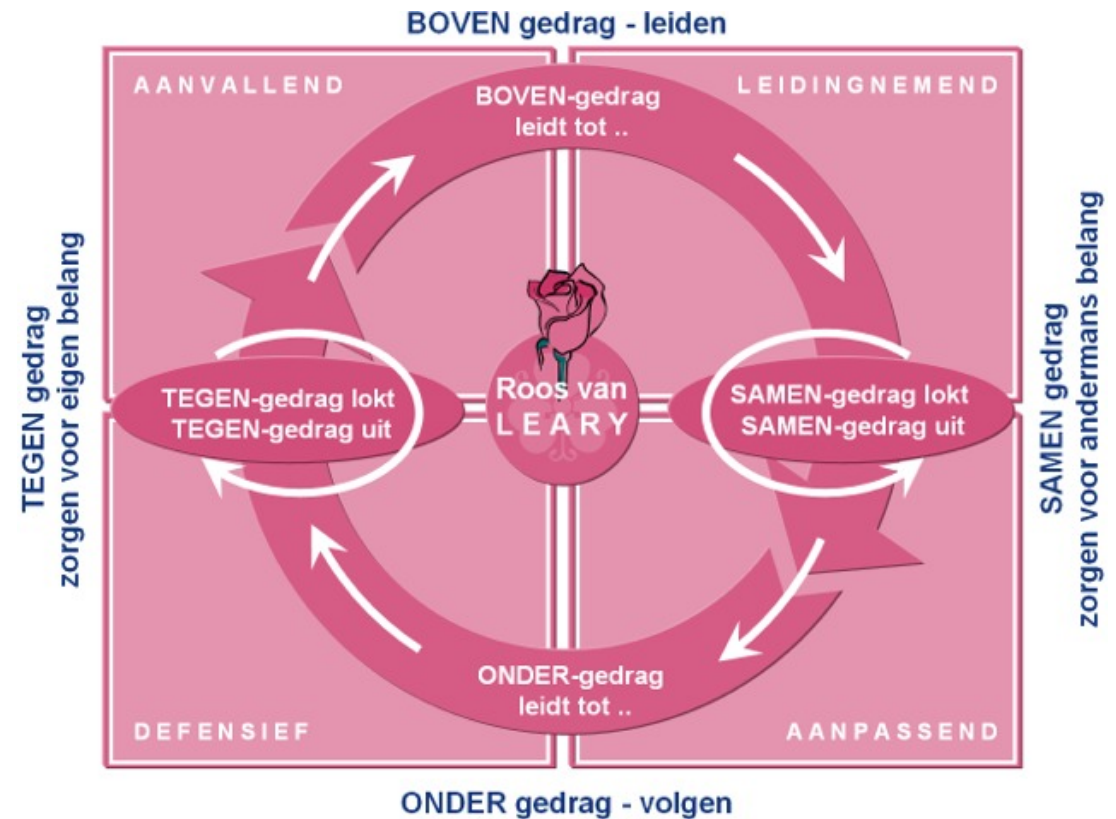 BOVEN gedrag - leiden
AANVALLEND
LEIDINGNEMEND
BOVEN-gedrag
leidt tot ..
TEGEN gedrag
zorgen voor eigen belang
TEGEN-gedrag lokt
TEGEN-gedrag uit
Roos van
LEARY
SAMEN-gedrag lokt
SAMEN-gedrag uit
SAMEN gedrag
zorgen voor andermans belang
ONDER-gedrag
leidt tot ..
DEFENSIEF
AANPASSEND
ONDER gedrag - volgen